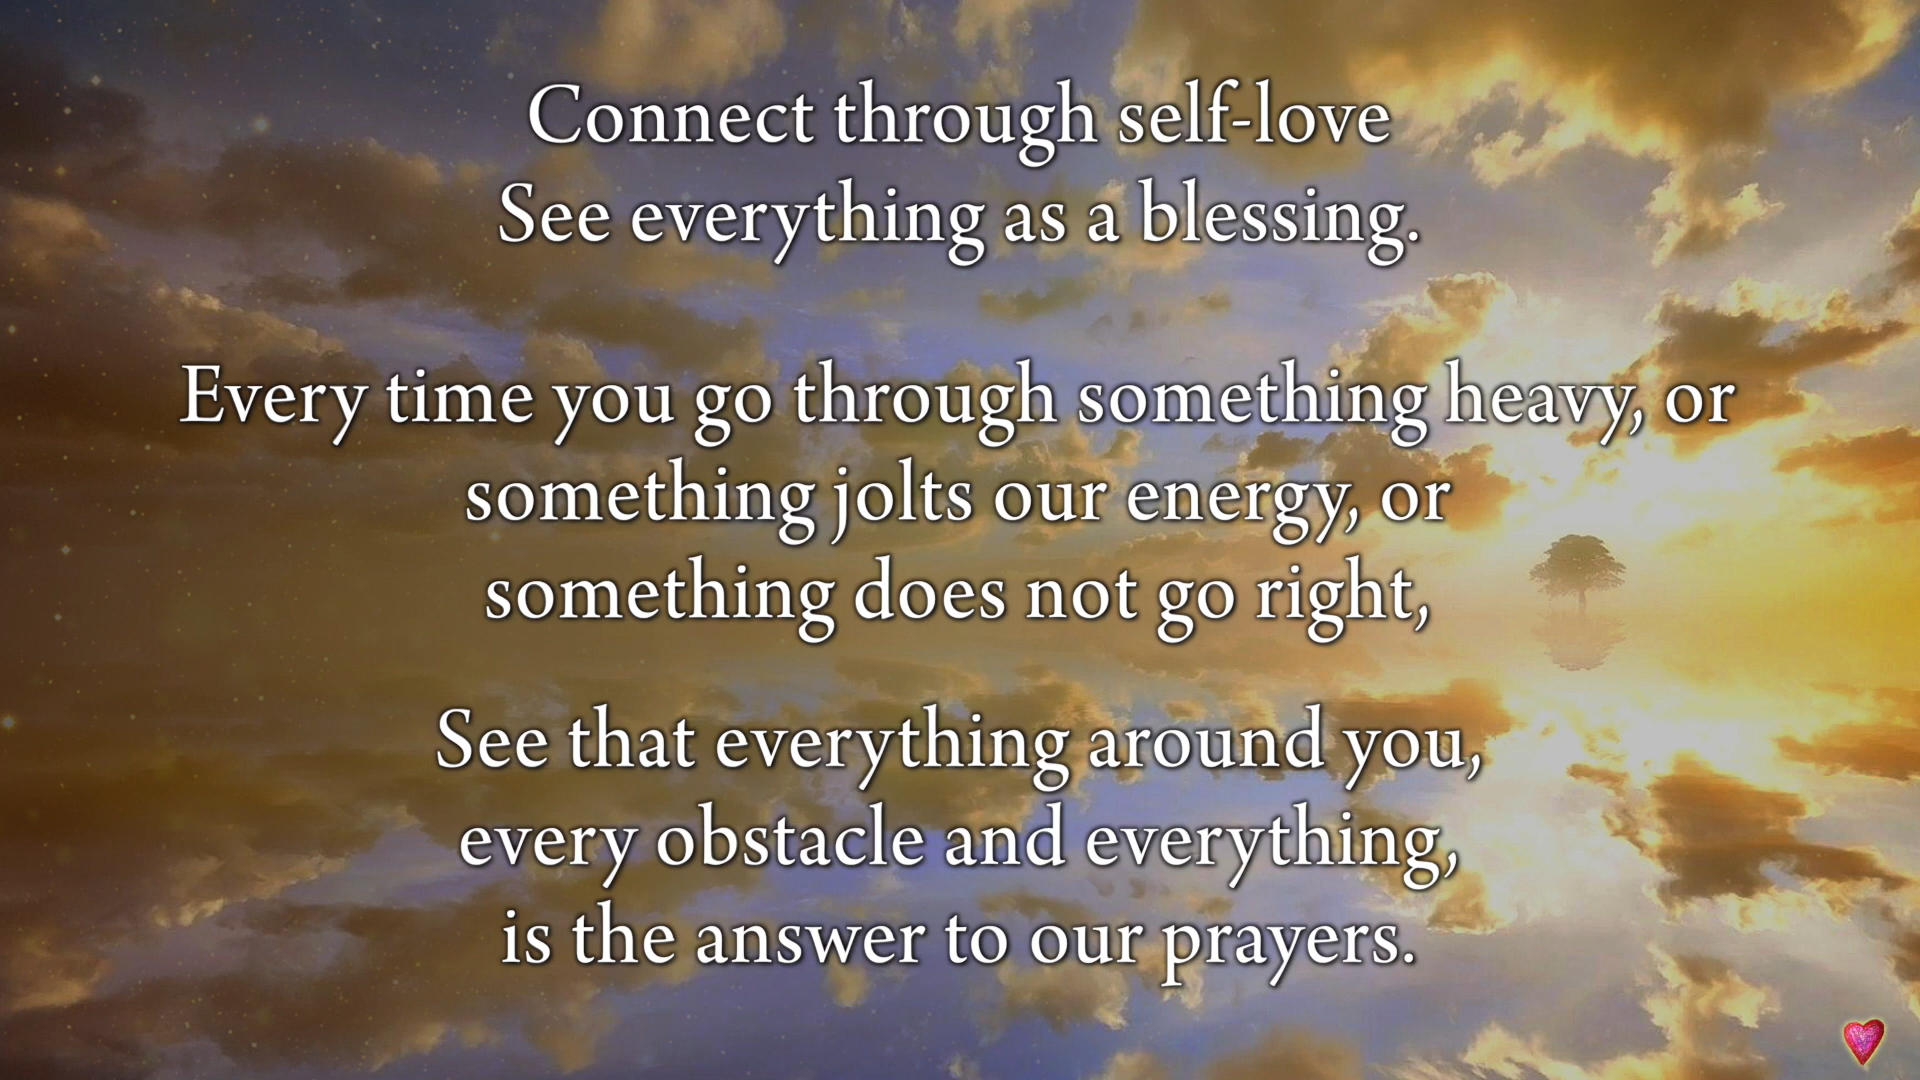 Connect through self-love
See everything as a blessing.
Every time you go through something heavy, or
something jolts our energy, or
something does not go right,
See that everything around you,
every obstacle and everything,
is the answer to our prayers.